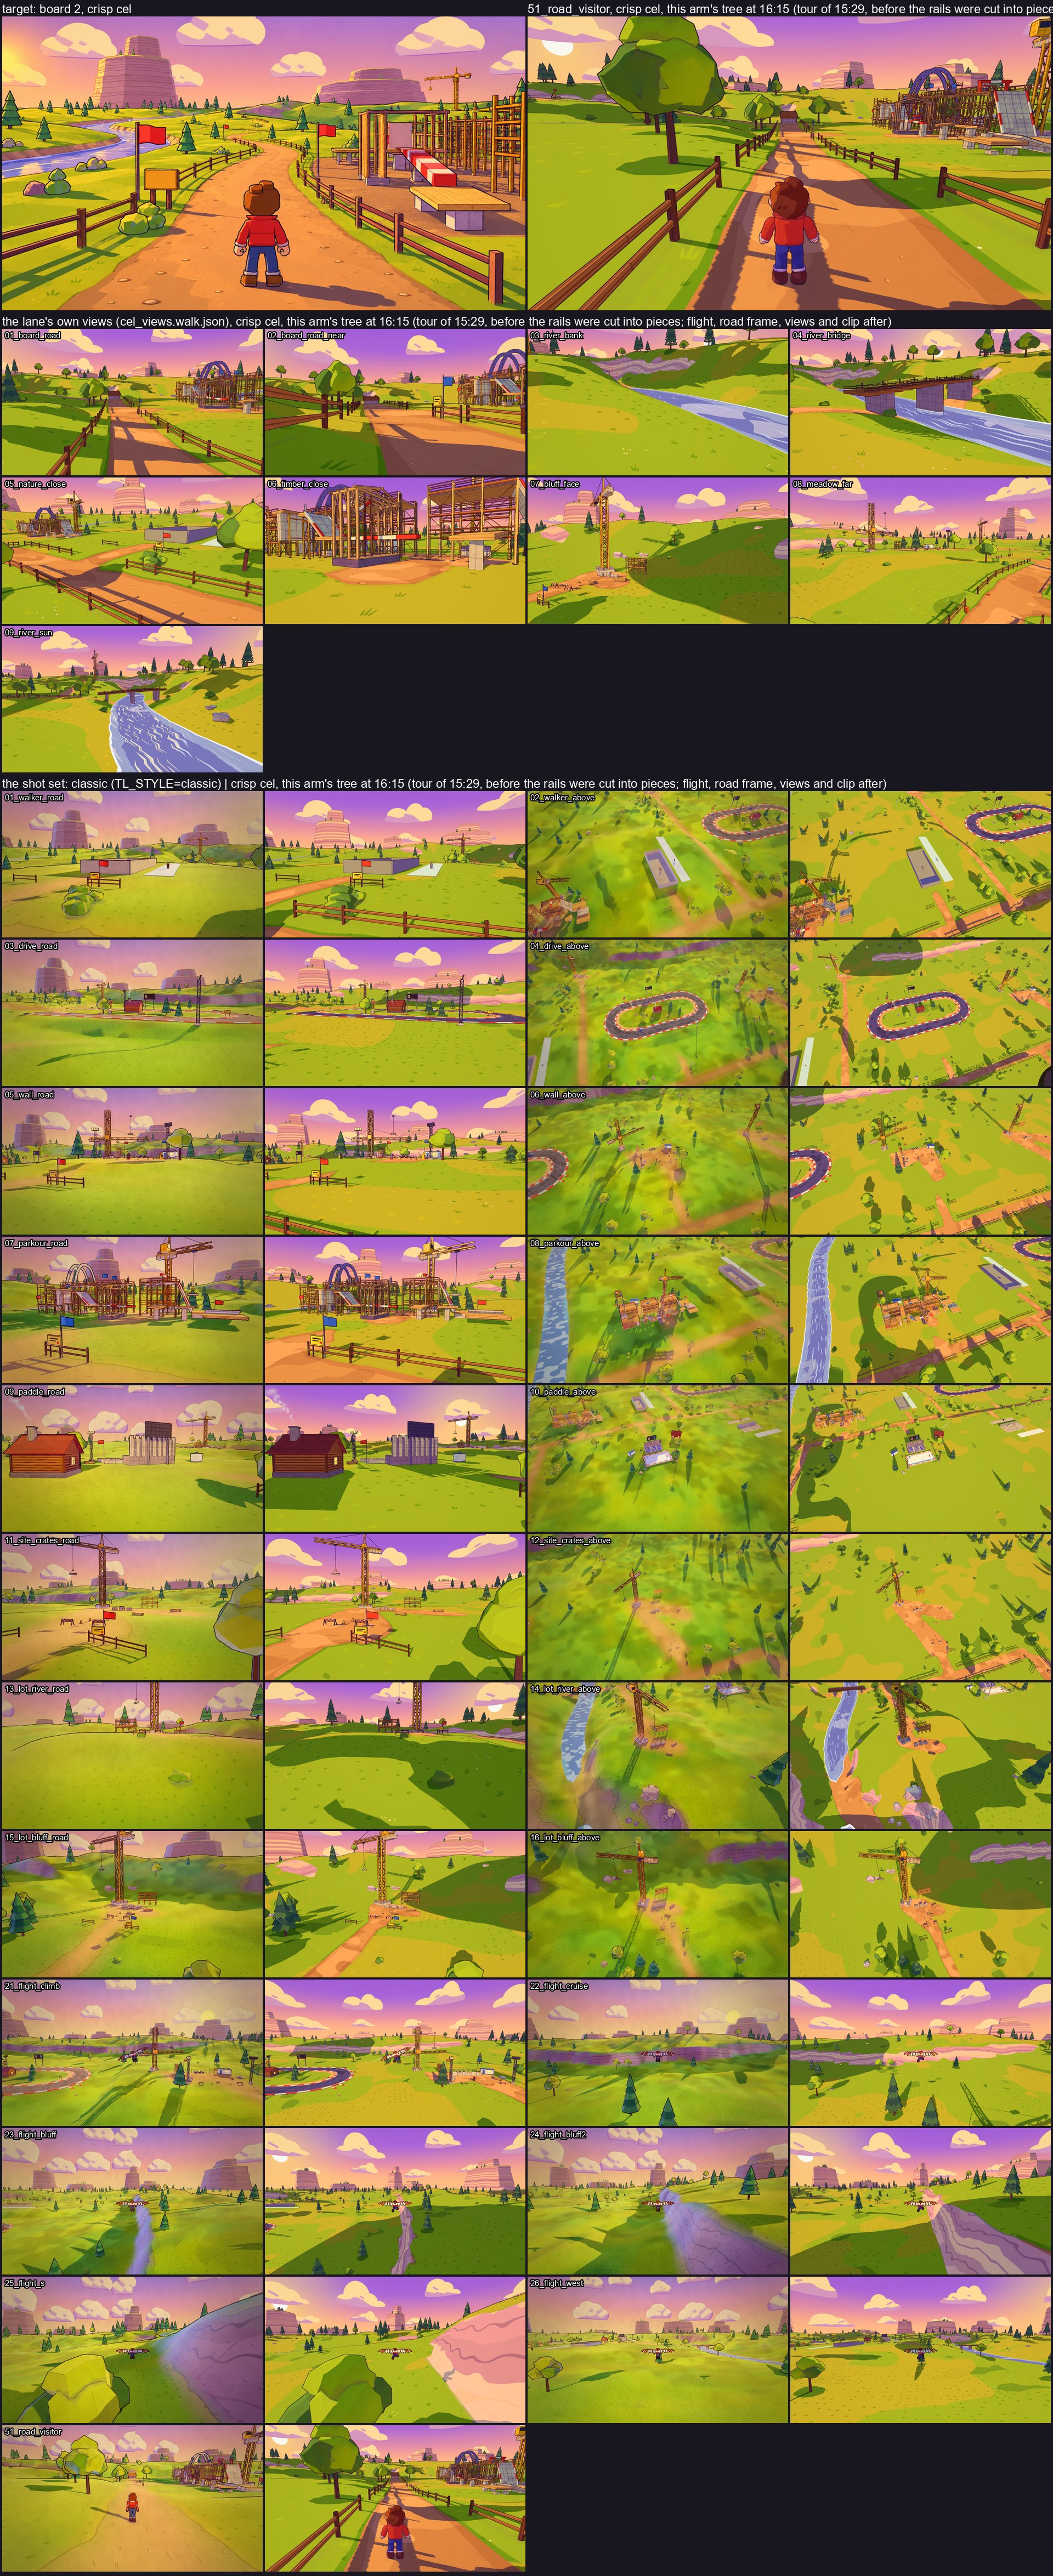 target: board 2, crisp cel
51_road_visitor, crisp cel, this arm's tree at 16:15 (tour of 15:29, before the rails were cut into piece
the lane's own views (cel_views.walk.json), crisp cel, this arm's tree at 16:15 (tour of 15:29, before the rails were cut into pieces; flight, road frame, views and clip after)
01_board_road
02_board_road_near
03_river_bank
04_river_bridge
05_nature_close
06_timber_close
07_bluff_face
08_meadow_far
09_river_sun
the shot set: classic (TL_STYLE=classic) | crisp cel, this arm's tree at 16:15 (tour of 15:29, before the rails were cut into pieces; flight, road frame, views and clip after)
01_walker_road
02_walker_above
03_drive_road
04_drive_above
05_wall_road
06_wall_above
07_parkour_road
08_parkour_above
09_paddle_road
10_paddle_above
11_site_crates_road
12_site_crates_above
13_lot_river_road
14_lot_river_above
15_lot_bluff_road
16_lot_bluff_above
21_flight_climb
22_flight_cruise
23_flight_bluff
24_flight_bluff2
25_flight_s
26_flight_west
51_road_visitor